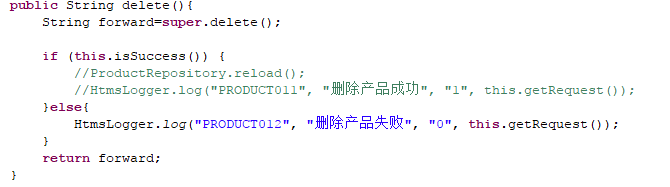 public String delete(){
String forward=super.delete();
if (this.isSuccess()) {
//ProductRepository.reload();
//HtmsLogger.log("PRODUCT011", "删除产品成功", "1", this.getRequest());
}else{
HtmsLogger.log("PRODUCT012", "删除产品失败", "0", this.getRequest());
}
return forward;
}